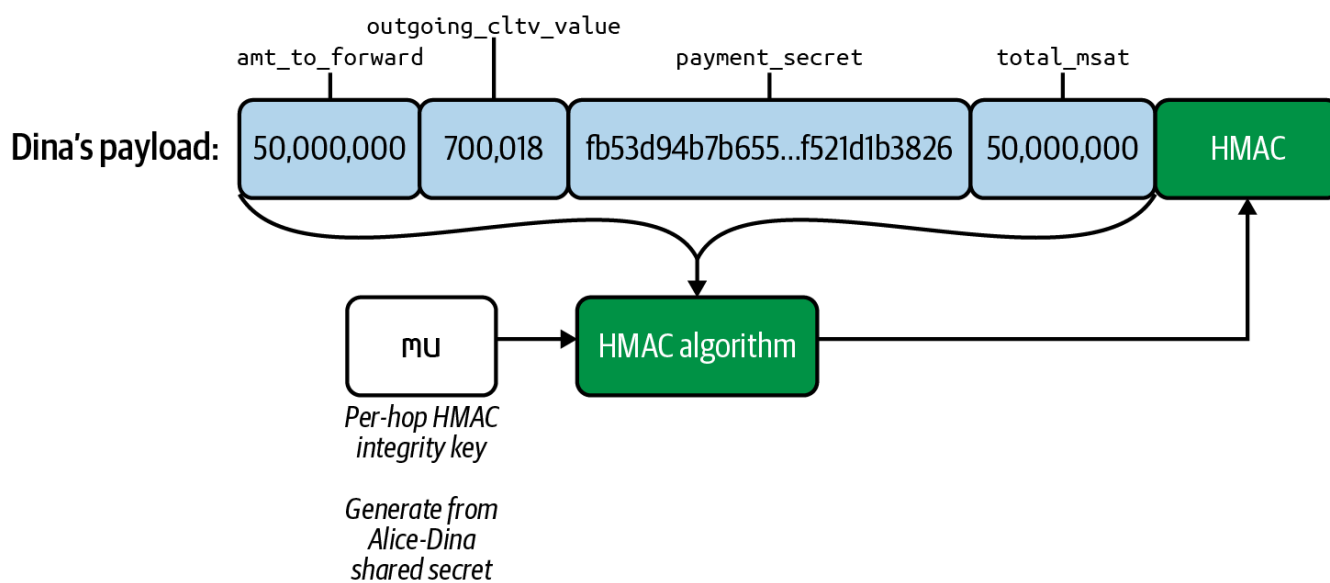 outgoing_cltv_value
amt_to_forward payment_secret total_msat
Dina's payload: 50,000,000 700,018 fb53d94b7b655...f521d1b3826 50,000,000 HMAC
mu HMAC algorithm
Per-hop HMAC
integrity key
Generate from
Alice-Dina
shared secret